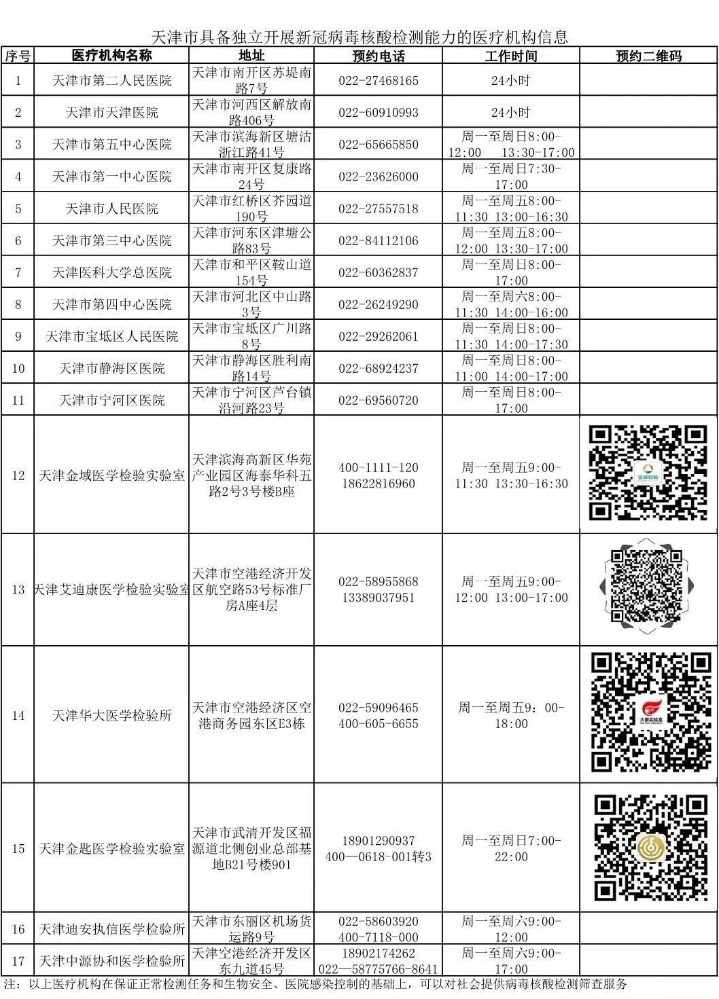 天津市具备独立开展新冠病毒核酸检测能力的医疗机构信息
序号 医疗机构名称 地址 预约电话 工作时间 预约二维码
1 天津市第二人民医院 天津市南开区苏堤南路7号 022-27468165 24小时
2 天津市天津医院 天津市河西区解放南路406号 022-60910993 24小时
3 天津市第五中心医院 天津市滨海新区塘沽浙江路41号 022-65665850 周一至周日8:00-12:00 13:30-17:00
4 天津市第一中心医院 天津市南开区复康路24号 022-23626000 周一至周日7:30-17:00
5 天津市人民医院 天津市红桥区芥园道190号 022-27557518 周一至周五8:00-11:30 13:00-16:30
6 天津市第三中心医院 天津市河东区津塘公路83号 022-84112106 周一至周五8:00-12:00 13:30-17:00
7 天津医科大学总医院 天津市和平区鞍山道154号 022-60362837 周一至周日8:00-17:00
8 天津市第四中心医院 天津市河北区中山路3号 022-26249290 周一至周六8:00-11:30 14:00-16:00
9 天津市宝坻区人民医院 天津市宝坻区广川路8号 022-29262061 周一至周日8:00-11:30 14:00-17:30
10 天津市静海区医院 天津市静海区胜利南路14号 022-68924237 周一至周日8:00-11:00 14:00-17:00
11 天津市宁河区医院 天津市宁河区芦台镇沿河路23号 022-69560720 周一至周日8:00-17:00
12 天津金域医学检验实验室 天津滨海高新区华苑产业园区海泰华科五路2号3号楼B座 400-1111-120 18622816960 周一至周五9:00-11:30 13:30-16:30 金域检验
13 天津艾迪康医学检验实验室 天津市空港经济开发区航空路53号标准厂房A座4层 022-58955868 13389037951 周一至周五9:00-12:00 13:00-17:00
14 天津华大医学检验所 天津市空港经济区空港商务园东区E3栋 022-59096465 400-605-6655 周一至周五9：00-18:00 火眼实验室
15 天津金匙医学检验实验室 天津市武清开发区福源道北侧创业总部基地B21号楼901 18901290937 400—0618-001转3 周一至周日7:00-22:00
16 天津迪安执信医学检验所 天津市东丽区机场货运路9号 022-58603920 400-7118-000 周一至周六9:00-12:00
17 天津中源协和医学检验所 天津空港经济开发区东九道45号 18902174262 022—58775766-8641 周一至周六9:00-17:00
注：以上医疗机构在保证正常检测任务和生物安全、医院感染控制的基础上，可以对社会提供病毒核酸检测筛查服务